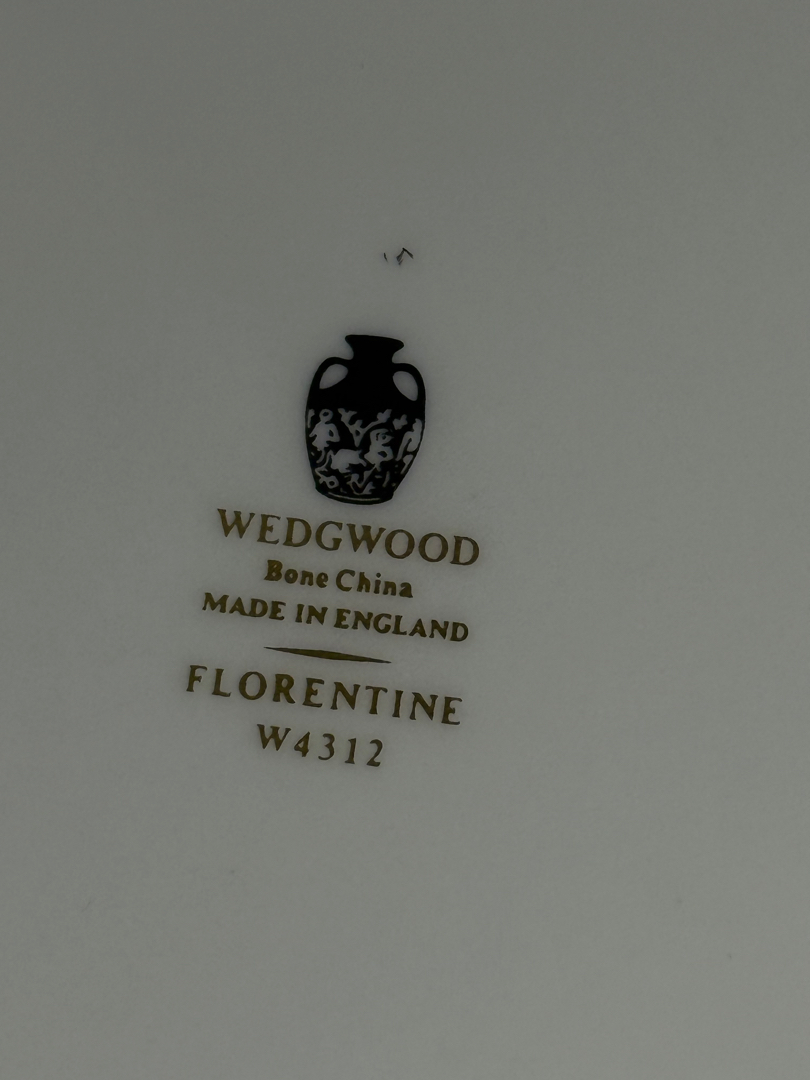 WEDGWOOD
Bone China
MADE IN ENGLAND
FLORENTINE
W4312